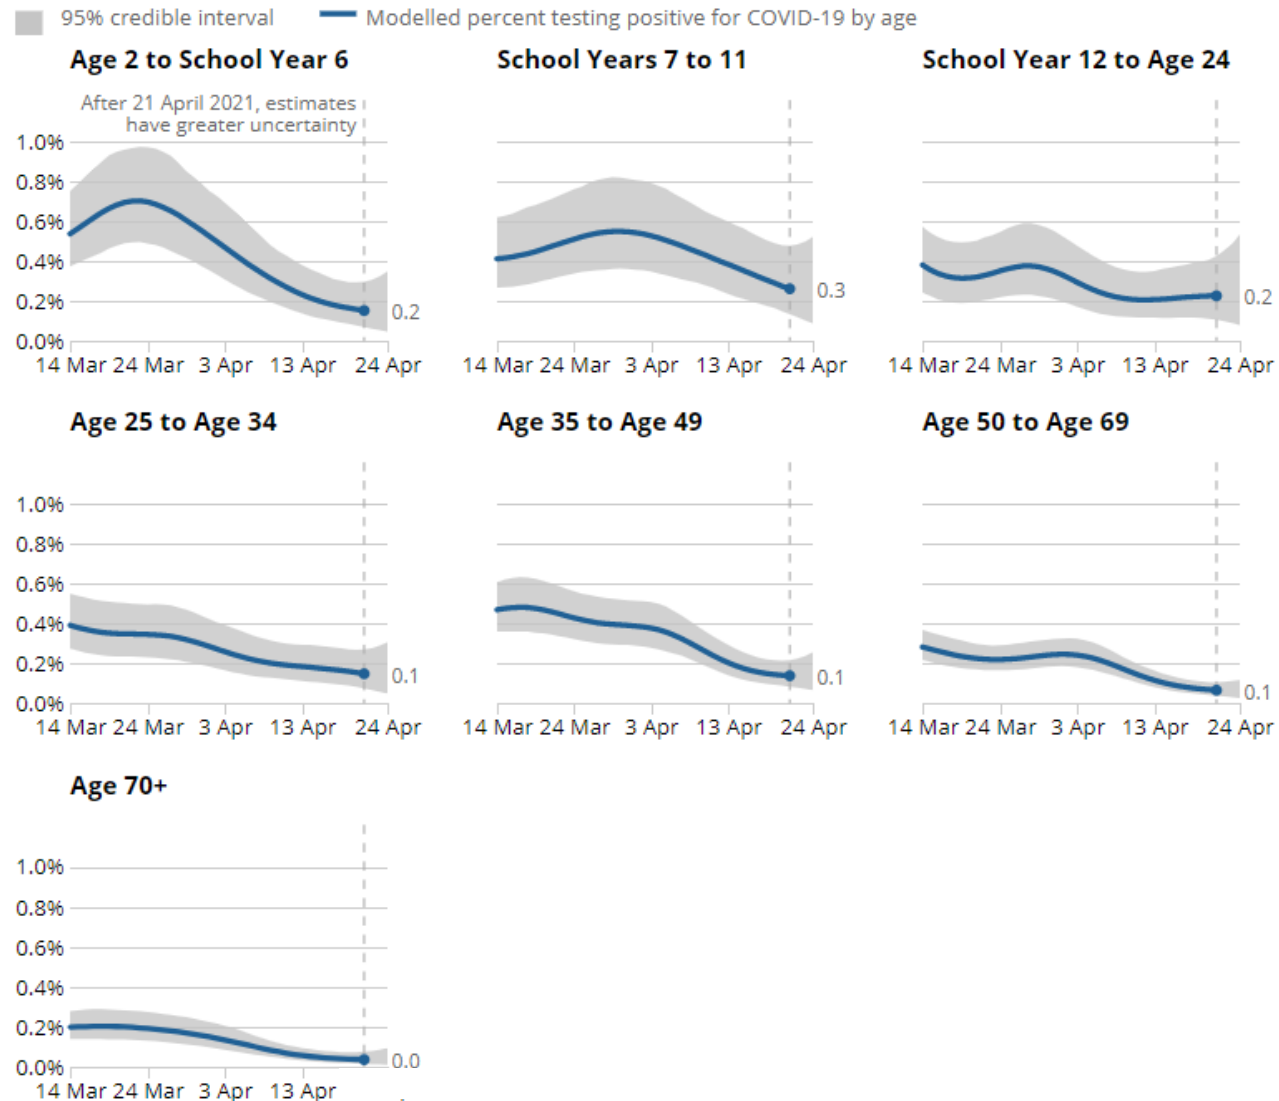 95% credible interval Modelled percent testing positive for COVID-19 by age
Age 2 to School Year 6 School Years 7 to 11 School Year 12 to Age 24
After 21 April 2021, estimates
have greater uncertainty
1.0%
0.8%
0.6%
0.4%
0.2%
0.0%
0.2 0.3 0.2
14 Mar 24 Mar 3 Apr 13 Apr 24 Apr 14 Mar 24 Mar 3 Apr 13 Apr 24 Apr 14 Mar 24 Mar 3 Apr 13 Apr 24 Apr
Age 25 to Age 34 Age 35 to Age 49 Age 50 to Age 69
1.0%
0.8%
0.6%
0.4%
0.2%
0.0%
0.1 0.1 0.1
14 Mar 24 Mar 3 Apr 13 Apr 24 Apr 14 Mar 24 Mar 3 Apr 13 Apr 24 Apr 14 Mar 24 Mar 3 Apr 13 Apr 24 Apr
Age 70+
1.0%
0.8%
0.6%
0.4%
0.2%
0.0%
0.0
14 Mar 24 Mar 3 Apr 13 Apr